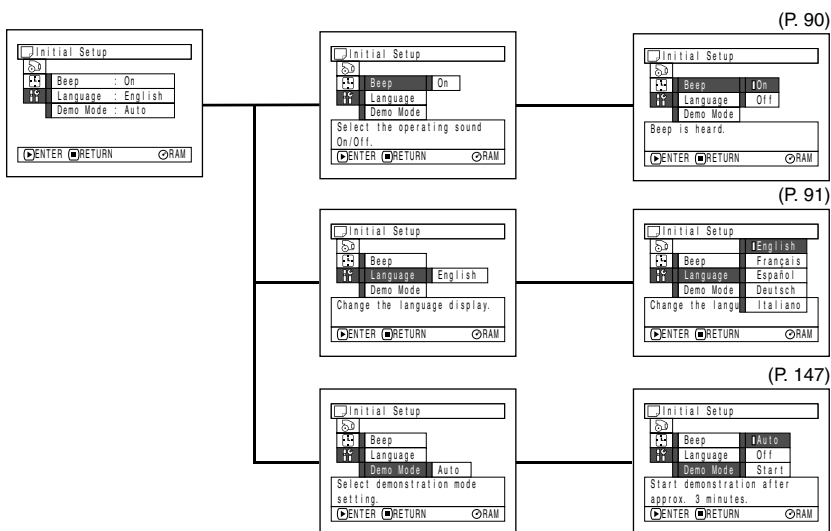 (P. 90)
Initial Setup
Beep : On
Language : English
Demo Mode : Auto
ENTER RETURN RAM
Initial Setup
Beep On
Language
Demo Mode
Select the operating sound
On/Off.
ENTER RETURN RAM
Initial Setup
Beep On
Language Off
Demo Mode
Beep is heard.
ENTER RETURN RAM
(P. 91)
Initial Setup
Beep
Language English
Demo Mode
Change the language display.
ENTER RETURN RAM
Initial Setup
English
Beep Français
Language Español
Demo Mode Deutsch
Change the langu Italiano
ENTER RETURN RAM
(P. 147)
Initial Setup
Beep
Language
Demo Mode Auto
Select demonstration mode
setting.
ENTER RETURN RAM
Initial Setup
Beep Auto
Language Off
Demo Mode Start
Start demonstration after
approx. 3 minutes.
ENTER RETURN RAM